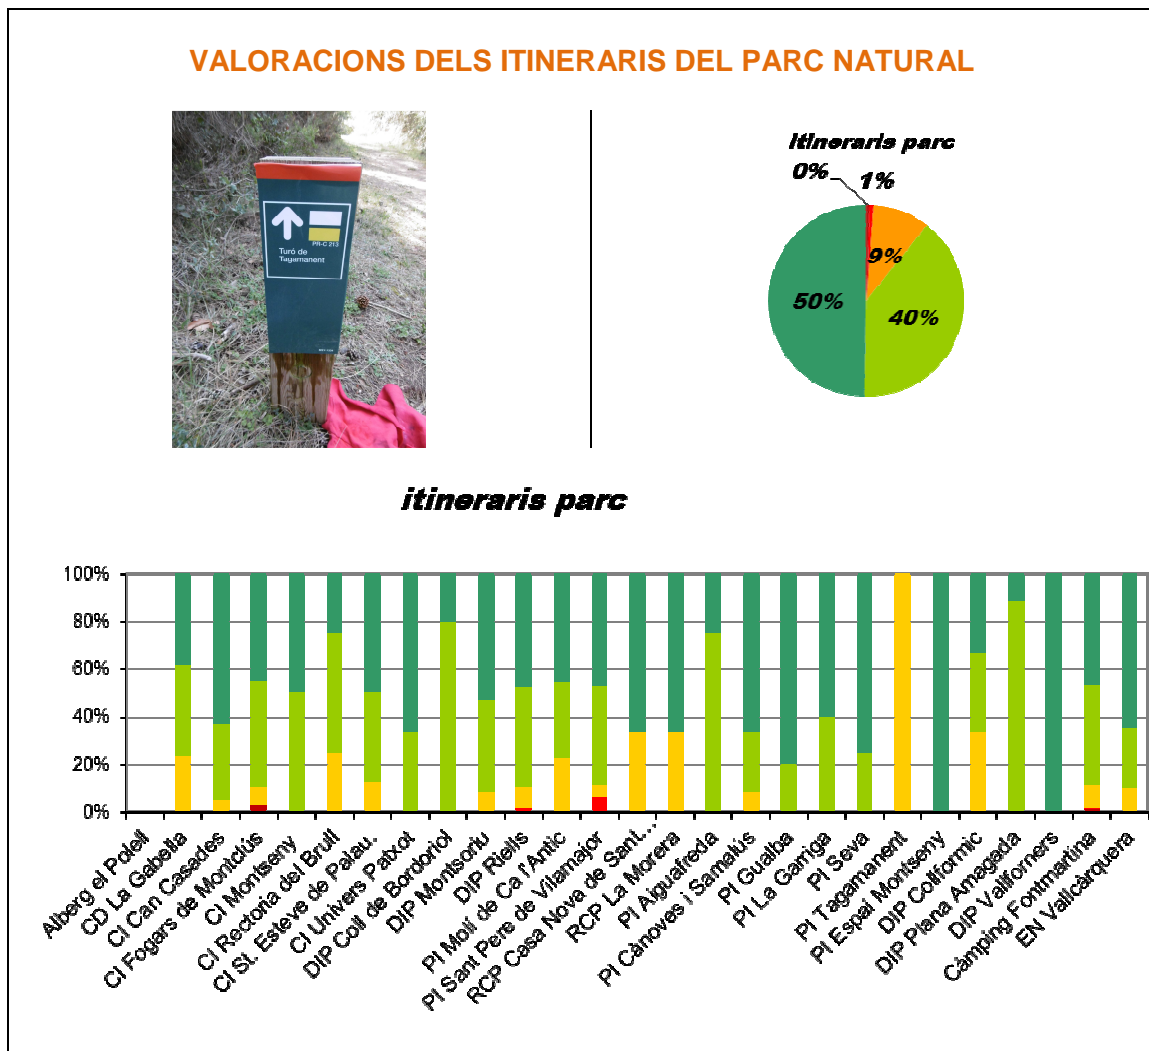 VALORACIONS DELS ITINERARIS DEL PARC NATURAL
PR-C 213
Turó de
Tagamanent
itineraris parc
0%
1%
9%
40%
50%
itineraris parc
100%
80%
60%
40%
20%
0%
Alberg el Polell
CD La Gabella
CI Can Casades
CI Fogars de Montclús
CI Montseny
CI Rectoria del Brull
CI St. Esteve de Palau.
CI Univers Patxot
DIP Coll de Bordoriol
DIP Montsoriu
DIP Riells
PI Molí de Ca l'Antic
PI Sant Pere de Vilamajor
RCP Casa Nova de Sant...
RCP La Morera
PI Aiguafreda
PI Cànoves i Samalús
PI Gualba
PI La Garriga
PI Seva
PI Tagamanent
PI Espai Montseny
DIP Collformic
DIP Plana Amagada
DIP Vallforners
Càmping Fontmartina
EN Vallcàrquera